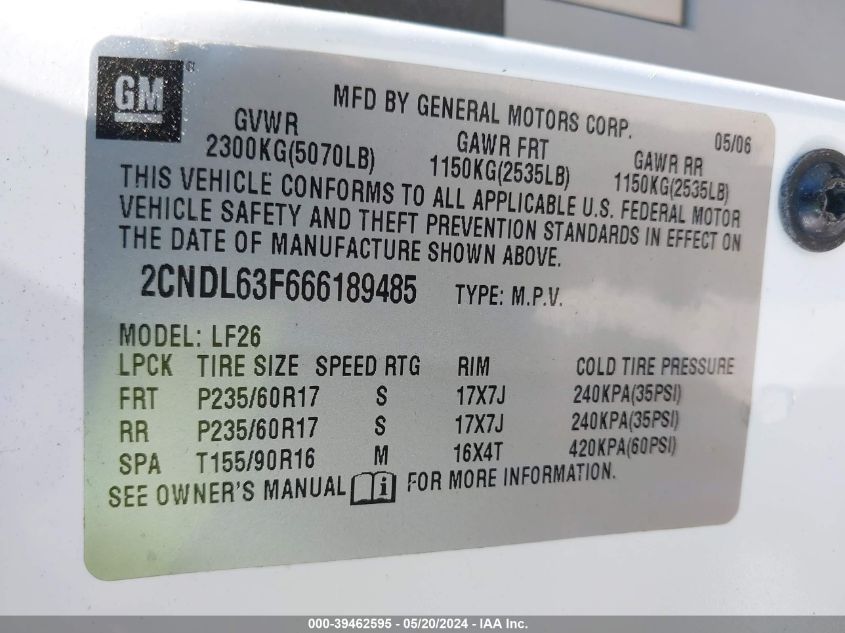 GM
MFD BY GENERAL MOTORS CORP.
05/06
GVWR GAWR FRT GAWR RR
2300KG(5070LB) 1150KG(2535LB) 1150KG(2535LB)
THIS VEHICLE CONFORMS TO ALL APPLICABLE U.S. FEDERAL MOTOR
VEHICLE SAFETY AND THEFT PREVENTION STANDARDS IN EFFECT ON
THE DATE OF MANUFACTURE SHOWN ABOVE.
2CNDL63F666189485 TYPE: M.P.V.
MODEL: LF26
LPCK TIRE SIZE SPEED RTG RIM COLD TIRE PRESSURE
FRT P235/60R17 S 17X7J 240KPA(35PSI)
RR P235/60R17 S 17X7J 240KPA(35PSI)
SPA T155/90R16 M 16X4T 420KPA(60PSI)
SEE OWNER'S MANUAL i FOR MORE INFORMATION.
000-39462595 - 05/20/2024 - IAA Inc.